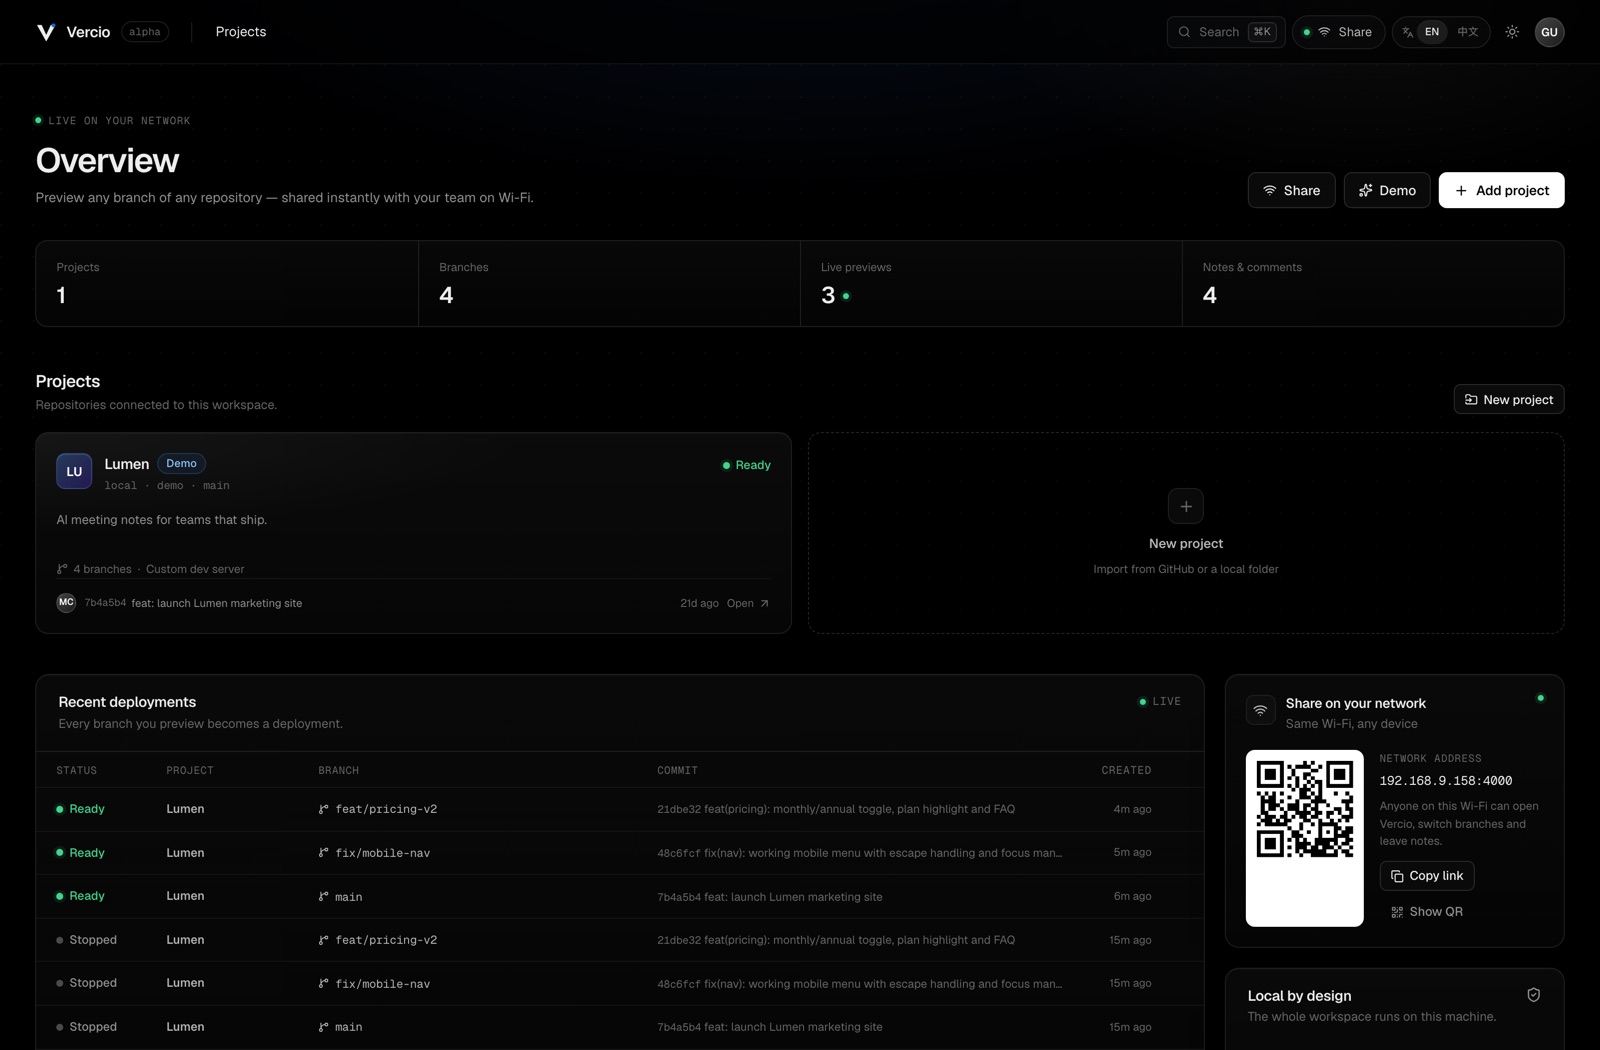 Vercio alpha Projects Search ⌘K Share EN 中文 GU
LIVE ON YOUR NETWORK
Overview
Preview any branch of any repository — shared instantly with your team on Wi-Fi.
Share Demo + Add project
Projects Branches Live previews Notes & comments
1 4 3 4
Projects
Repositories connected to this workspace.
New project
LU Lumen Demo Ready
local · demo · main
AI meeting notes for teams that ship.
4 branches · Custom dev server
MC 7b4a5b4 feat: launch Lumen marketing site 21d ago Open
New project
Import from GitHub or a local folder
Recent deployments LIVE
Every branch you preview becomes a deployment.
STATUS PROJECT BRANCH COMMIT CREATED
Ready Lumen feat/pricing-v2 21dbe32 feat(pricing): monthly/annual toggle, plan highlight and FAQ 4m ago
Ready Lumen fix/mobile-nav 48c6fcf fix(nav): working mobile menu with escape handling and focus man... 5m ago
Ready Lumen main 7b4a5b4 feat: launch Lumen marketing site 6m ago
Stopped Lumen feat/pricing-v2 21dbe32 feat(pricing): monthly/annual toggle, plan highlight and FAQ 15m ago
Stopped Lumen fix/mobile-nav 48c6fcf fix(nav): working mobile menu with escape handling and focus man... 15m ago
Stopped Lumen main 7b4a5b4 feat: launch Lumen marketing site 15m ago
Share on your network
Same Wi-Fi, any device
NETWORK ADDRESS
192.168.9.158:4000
Anyone on this Wi-Fi can open
Vercio, switch branches and
leave notes.
Copy link
Show QR
Local by design
The whole workspace runs on this machine.